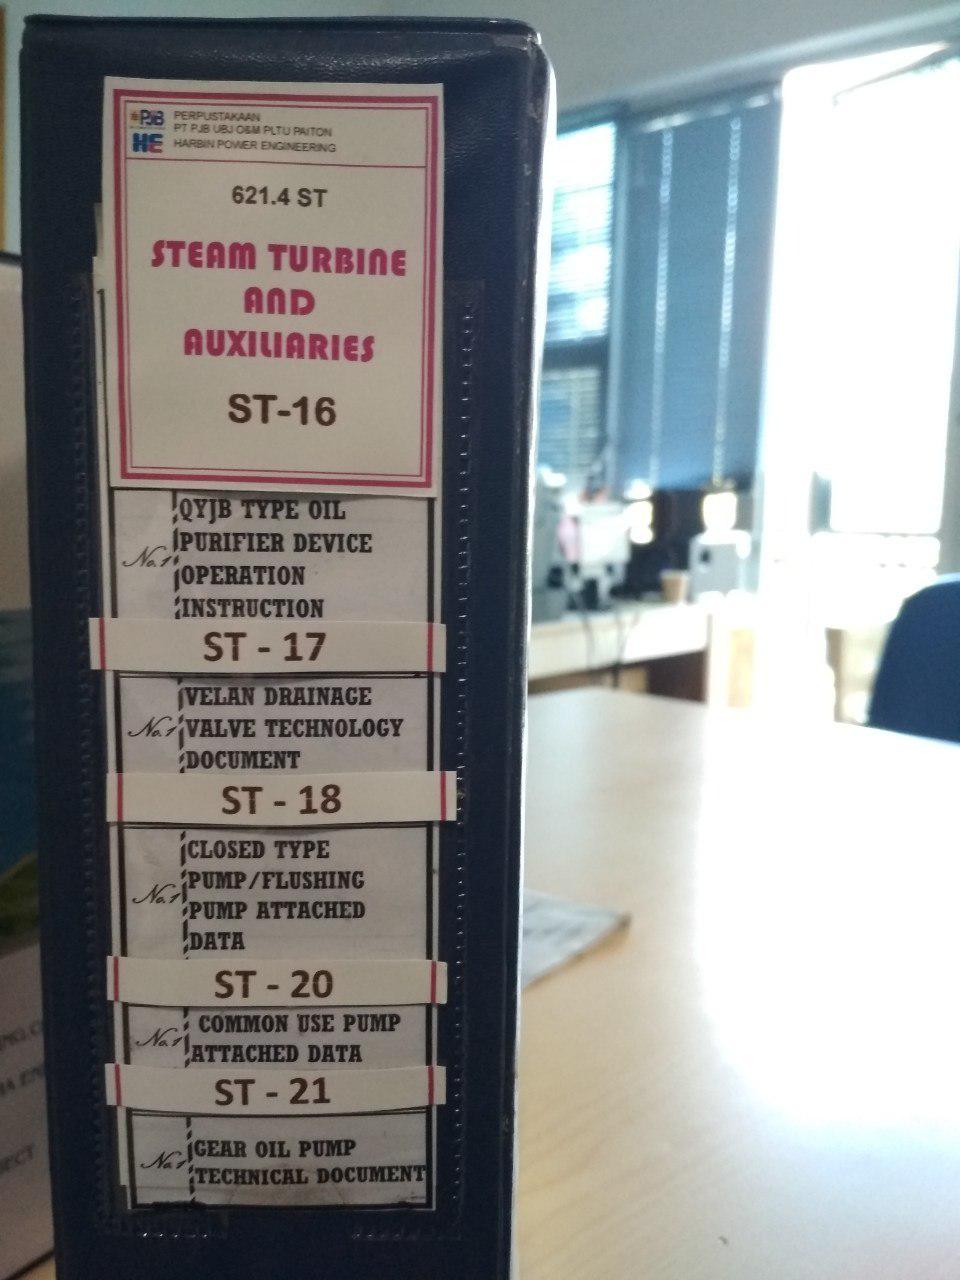 PJB
PERPUSTAKAAN
PT PJB UBJ O&M PLTU PAITON
HE
HARBIN POWER ENGINEERING
621.4 ST
STEAM TURBINE
AND
AUXILIARIES
ST-16
No.1
QYJB TYPE OIL
PURIFIER DEVICE
OPERATION
INSTRUCTION
ST - 17
No.1
VELAN DRAINAGE
VALVE TECHNOLOGY
DOCUMENT
ST - 18
No.1
CLOSED TYPE
PUMP/FLUSHING
PUMP ATTACHED
DATA
ST - 20
No.1
COMMON USE PUMP
ATTACHED DATA
ST - 21
No.1
GEAR OIL PUMP
TECHNICAL DOCUMENT